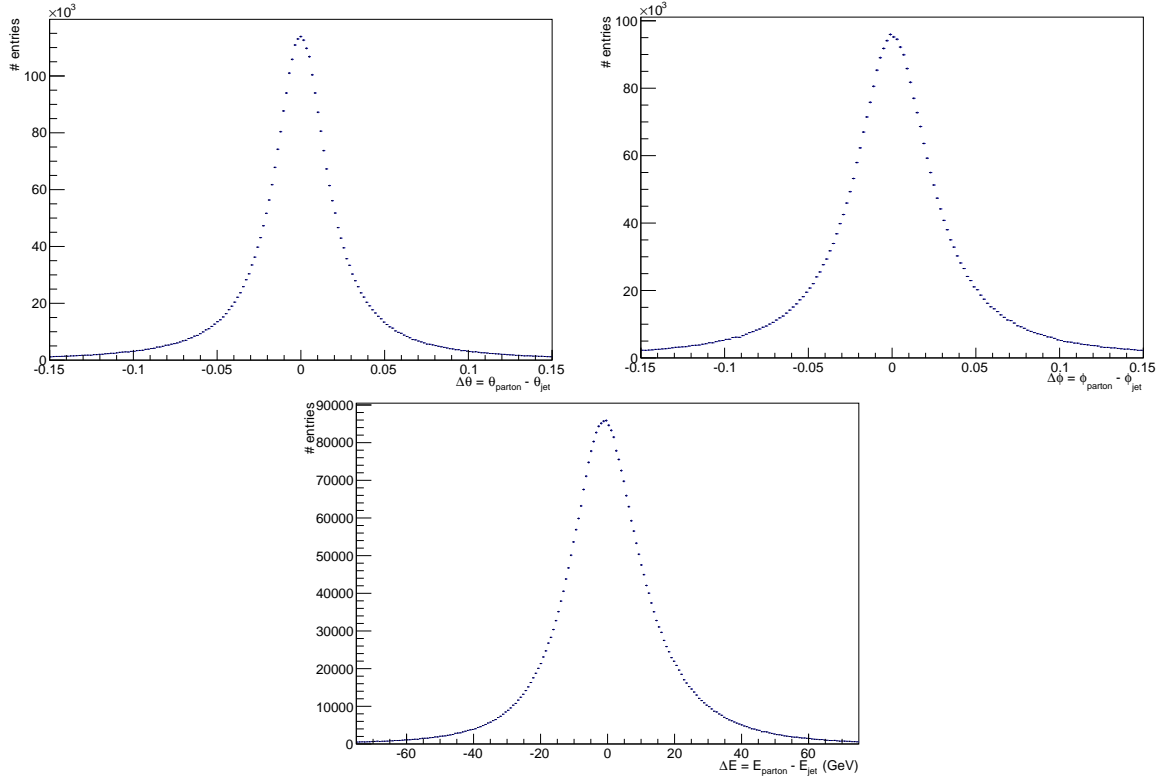 ×10³
# entries
100
80
60
40
20
0
-0.15 -0.1 -0.05 0 0.05 0.1 0.15
Δθ = θparton - θjet
×10³
# entries
100
80
60
40
20
0
-0.15 -0.1 -0.05 0 0.05 0.1 0.15
Δϕ = ϕparton - ϕjet
# entries
90000
80000
70000
60000
50000
40000
30000
20000
10000
0
-60 -40 -20 0 20 40 60
ΔE = Eparton - Ejet (GeV)